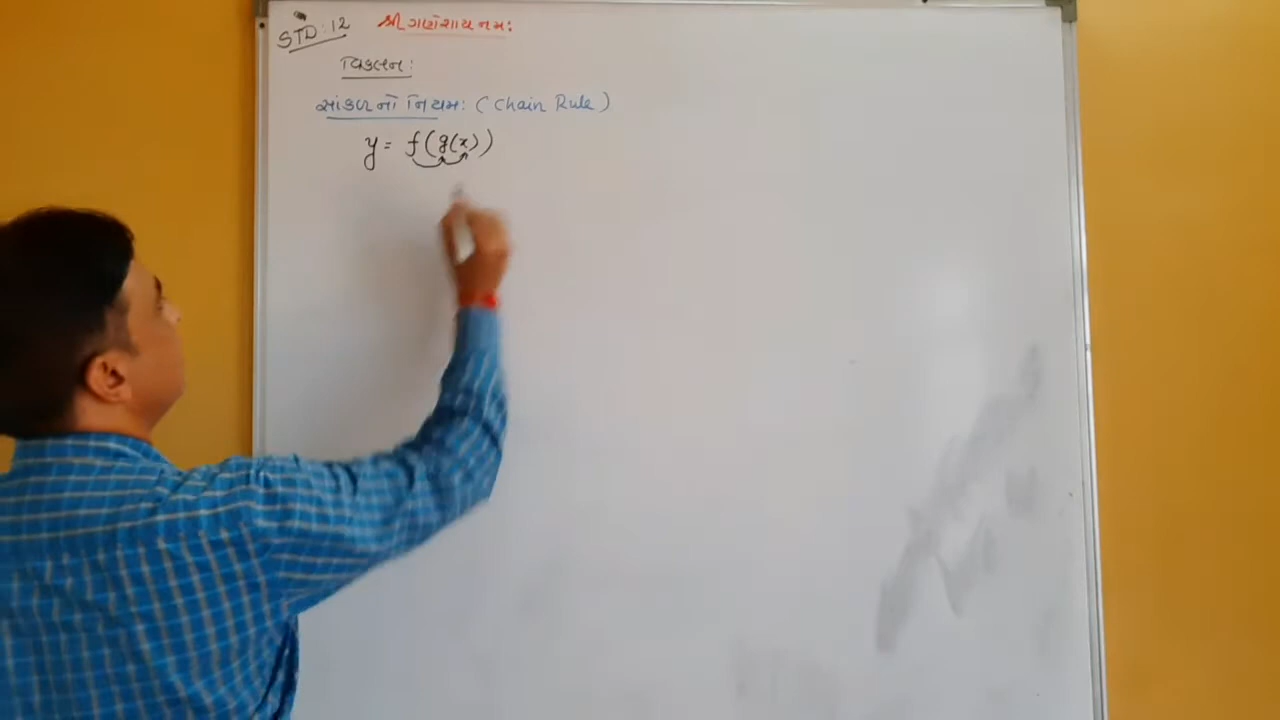 STD: 12
શ્રી ગણેશાય નમઃ
વિકલન:
સાંકળનો નિયમ: (Chain Rule)
y = f(g(x))